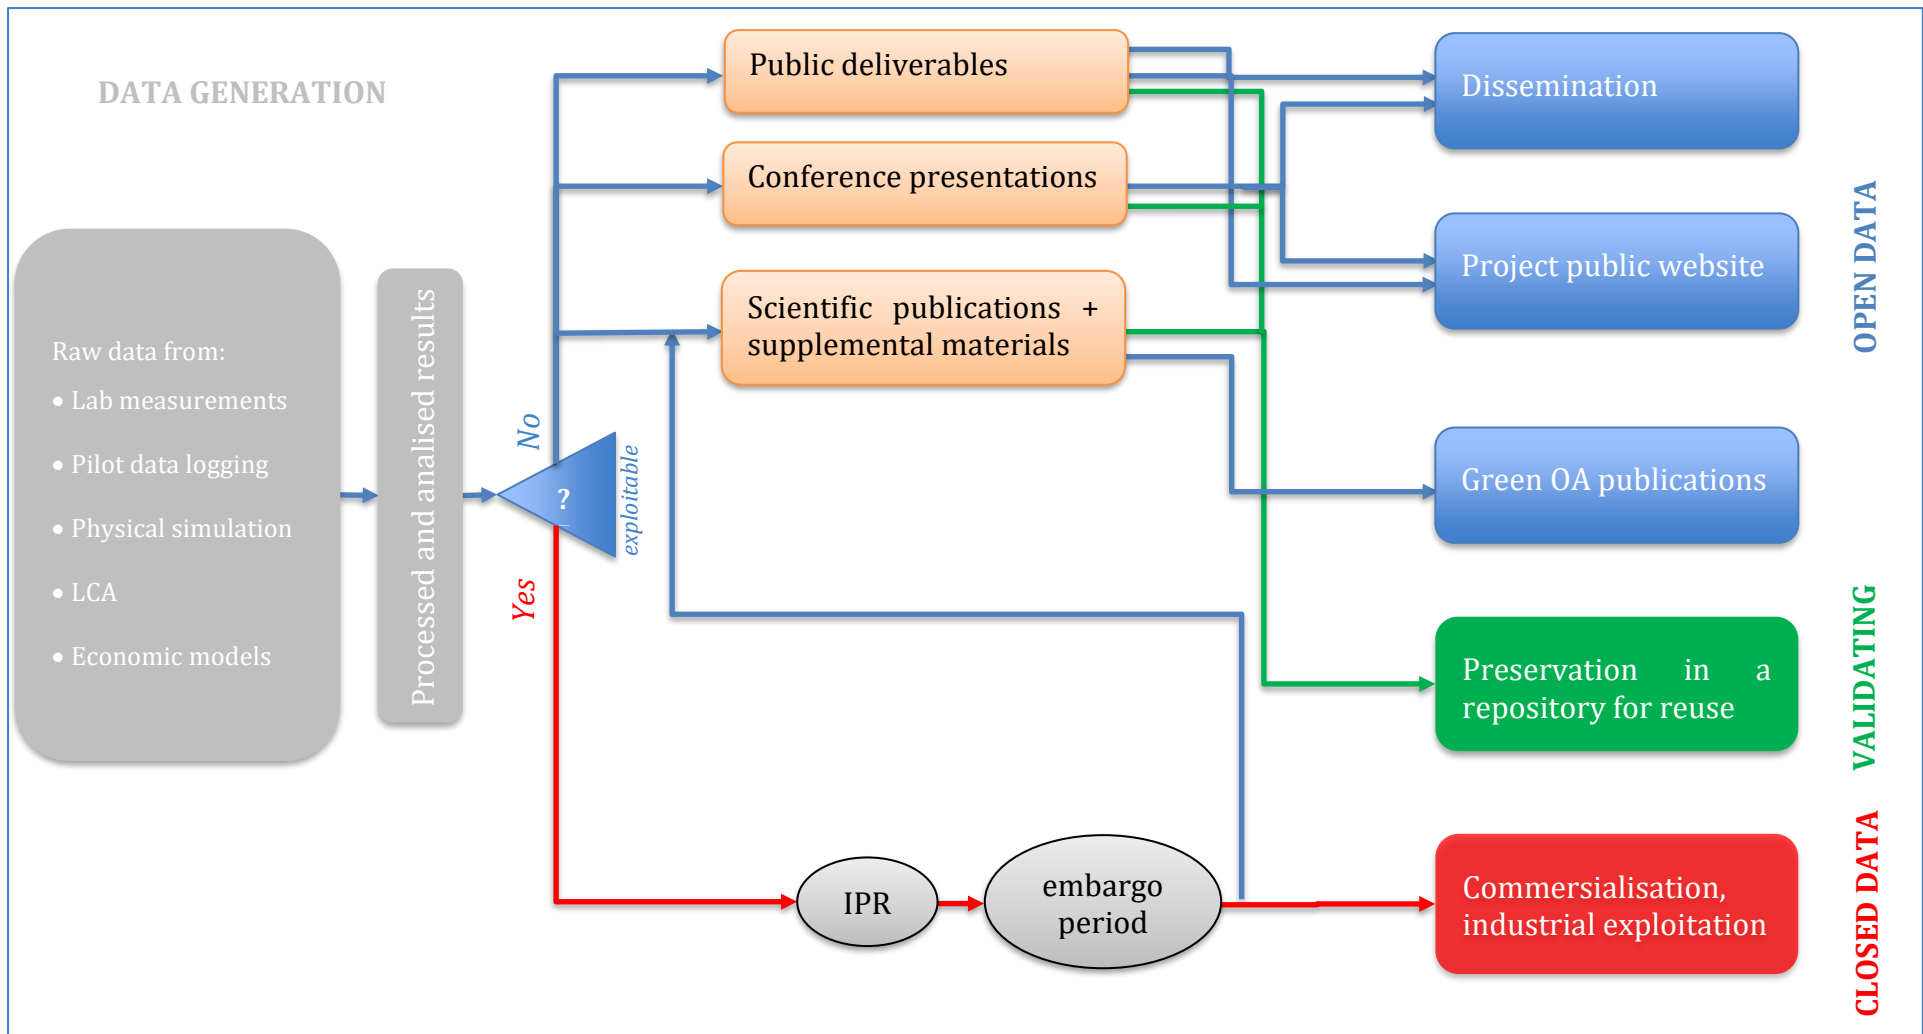 DATA GENERATION
Raw data from:
• Lab measurements
• Pilot data logging
• Physical simulation
• LCA
• Economic models
Processed and analised results
No
?
exploitable
Yes
Public deliverables
Conference presentations
Scientific publications +
supplemental materials
IPR
embargo
period
Dissemination
Project public website
Green OA publications
Preservation in a
repository for reuse
Commersialisation,
industrial exploitation
OPEN DATA
VALIDATING
CLOSED DATA